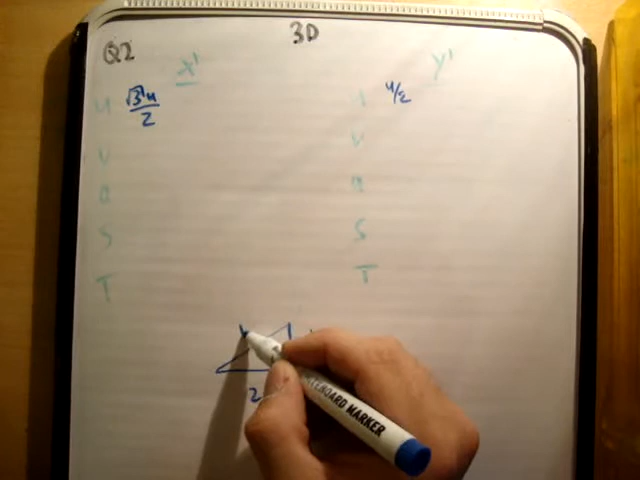 3D
Q2
x'
y'
u √3u/2
u/2
v
v
a
a
s
s
T
T
2
WHITEBOARD MARKER